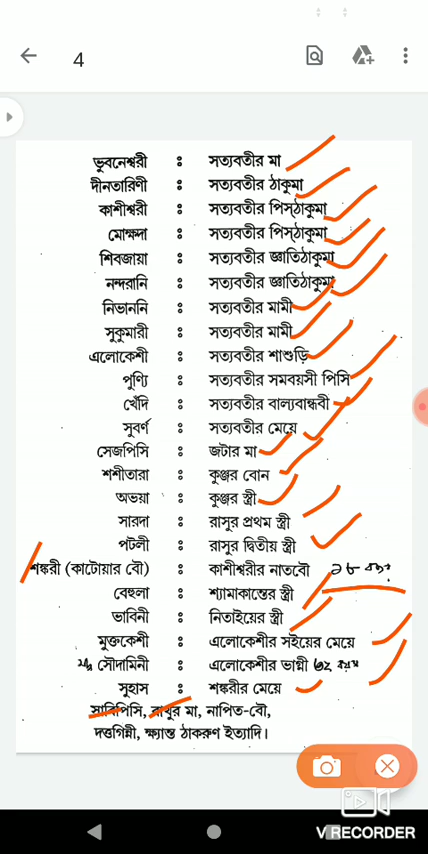 4
ভুবনেশ্বরী ঃ সত্যবতীর মা
দীনতারিণী ঃ সত্যবতীর ঠাকুমা
কাশীশ্বরী ঃ সত্যবতীর পিস্ঠাকুমা
মোক্ষদা ঃ সত্যবতীর পিস্ঠাকুমা
শিবজায়া ঃ সত্যবতীর জ্ঞাতিঠাকুমা
নন্দরানি ঃ সত্যবতীর জ্ঞাতিঠাকুমা
নিভাননি ঃ সত্যবতীর মামী
সুকুমারী ঃ সত্যবতীর মামী
এলোকেশী ঃ সত্যবতীর শাশুড়ি
পুণ্যি ঃ সত্যবতীর সমবয়সী পিসি
খেঁদি ঃ সত্যবতীর বাল্যবান্ধবী
সুবর্ণ ঃ সত্যবতীর মেয়ে
সেজপিসি ঃ জটার মা
শশীতারা ঃ কুঞ্জর বোন
অভয়া ঃ কুঞ্জর স্ত্রী
সারদা ঃ রাসুর প্রথম স্ত্রী
পটলী ঃ রাসুর দ্বিতীয় স্ত্রী
শঙ্করী (কাটোয়ার বৌ) ঃ কাশীশ্বরীর নাতবৌ
বেহুলা ঃ শ্যামাকান্তের স্ত্রী
ভাবিনী ঃ নিতাইয়ের স্ত্রী
মুক্তকেশী ঃ এলোকেশীর সইয়ের মেয়ে
সৌদামিনী ঃ এলোকেশীর ভাগ্নী
সুহাস ঃ শঙ্করীর মেয়ে
সাবিপিসি, রাখুর মা, নাপিত-বৌ,
দত্তগিন্নী, ক্ষ্যান্ত ঠাকরুণ ইত্যাদি।
V RECORDER